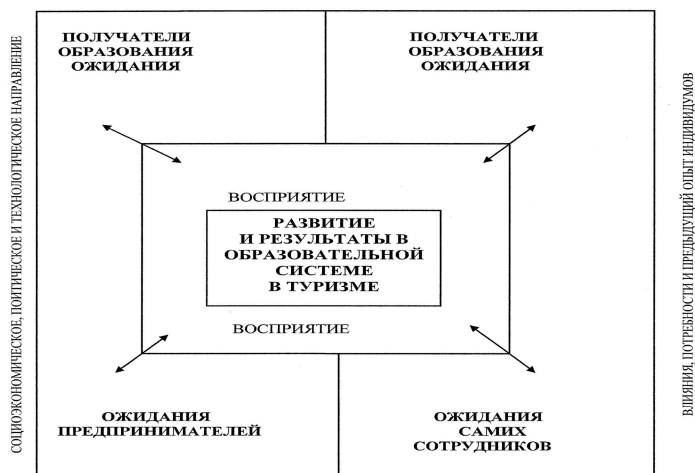 ПОЛУЧАТЕЛИ
ОБРАЗОВАНИЯ
ОЖИДАНИЯ
ПОЛУЧАТЕЛИ
ОБРАЗОВАНИЯ
ОЖИДАНИЯ
СОЦИОЭКОНОМИЧЕСКОЕ, ПОИТИЧЕСКОЕ И ТЕХНОЛОГИЧЕСКОЕ НАПРАВЛЕНИЕ
ВОСПРИЯТИЕ
РАЗВИТИЕ
И РЕЗУЛЬТАТЫ В
ОБРАЗОВАТЕЛЬНОЙ
СИСТЕМЕ
В ТУРИЗМЕ
ВОСПРИЯТИЕ
ВЛИЯНИЯ, ПОТРЕБНОСТИ И ПРЕДЫДУЩИЙ ОПЫТ ИНДИВИДУМОВ
ОЖИДАНИЯ
ПРЕДПРИНИМАТЕЛЕЙ
ОЖИДАНИЯ
САМИХ
СОТРУДНИКОВ